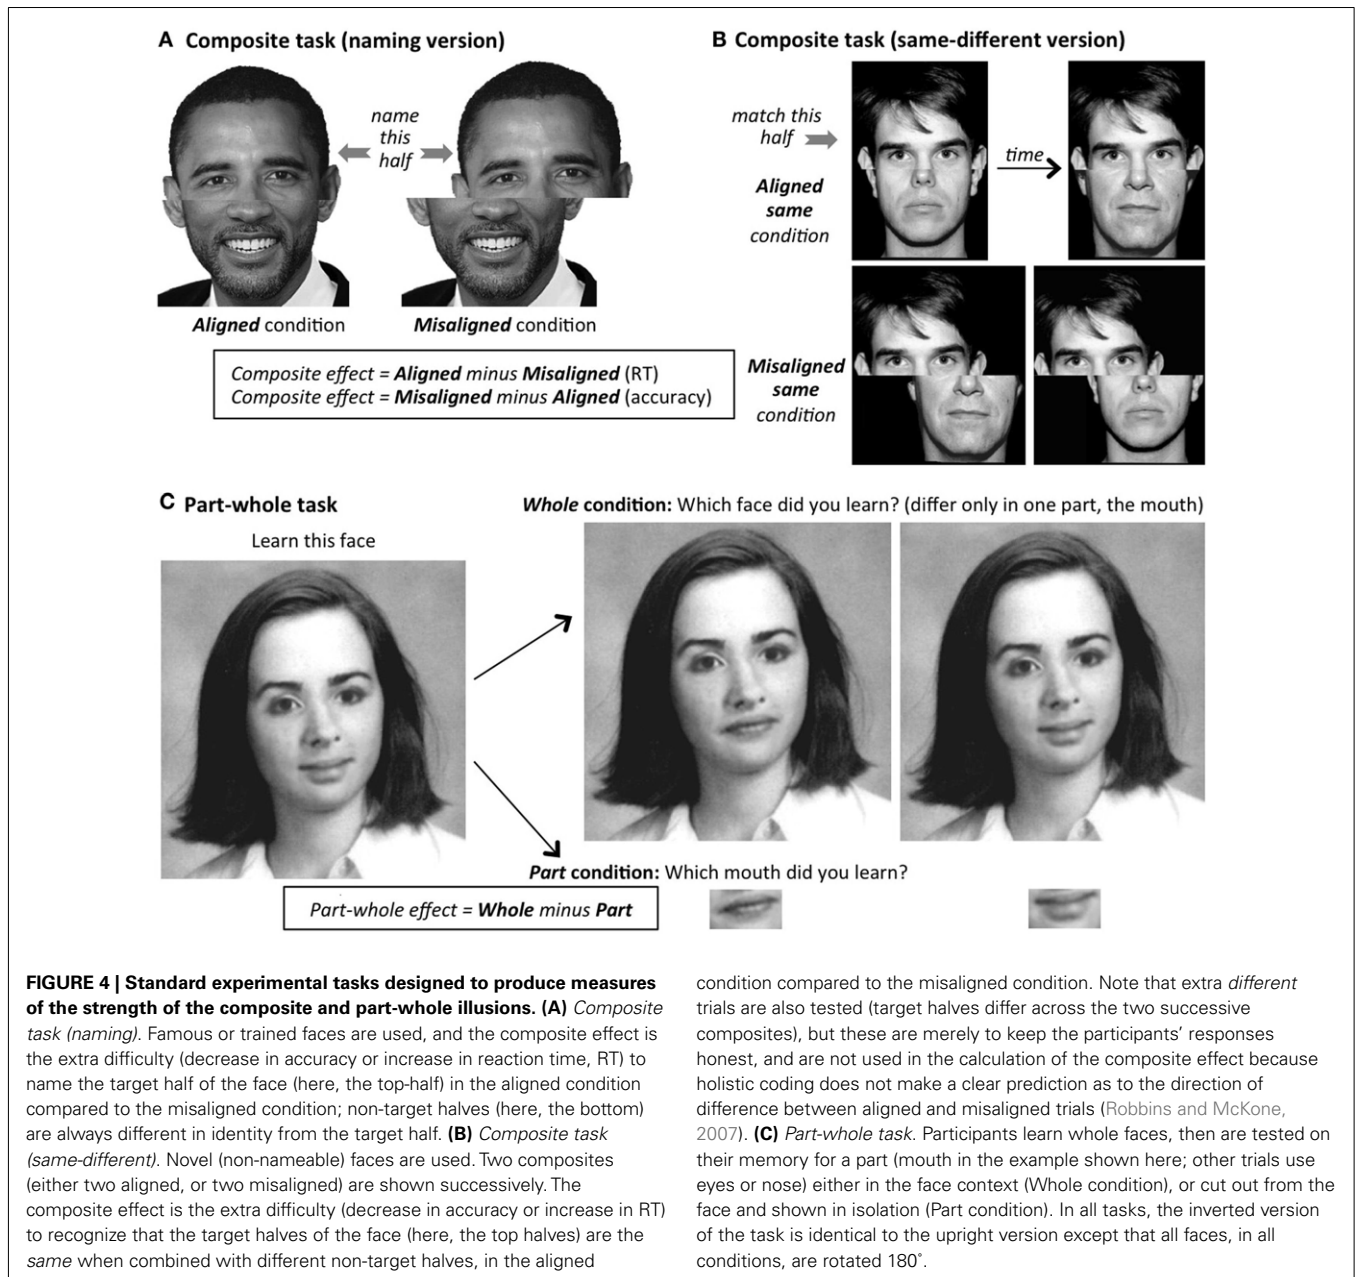 A Composite task (naming version)
name
this
half
Aligned condition
Misaligned condition
Composite effect = Aligned minus Misaligned (RT)
Composite effect = Misaligned minus Aligned (accuracy)
B Composite task (same-different version)
match this
half
time
Aligned
same
condition
Misaligned
same
condition
C Part-whole task
Learn this face
Whole condition: Which face did you learn? (differ only in one part, the mouth)
Part condition: Which mouth did you learn?
Part-whole effect = Whole minus Part
FIGURE 4 | Standard experimental tasks designed to produce measures
of the strength of the composite and part-whole illusions. (A) Composite
task (naming). Famous or trained faces are used, and the composite effect is
the extra difficulty (decrease in accuracy or increase in reaction time, RT) to
name the target half of the face (here, the top-half) in the aligned condition
compared to the misaligned condition; non-target halves (here, the bottom)
are always different in identity from the target half. (B) Composite task
(same-different). Novel (non-nameable) faces are used. Two composites
(either two aligned, or two misaligned) are shown successively. The
composite effect is the extra difficulty (decrease in accuracy or increase in RT)
to recognize that the target halves of the face (here, the top halves) are the
same when combined with different non-target halves, in the aligned
condition compared to the misaligned condition. Note that extra different
trials are also tested (target halves differ across the two successive
composites), but these are merely to keep the participants' responses
honest, and are not used in the calculation of the composite effect because
holistic coding does not make a clear prediction as to the direction of
difference between aligned and misaligned trials (Robbins and McKone,
2007). (C) Part-whole task. Participants learn whole faces, then are tested on
their memory for a part (mouth in the example shown here; other trials use
eyes or nose) either in the face context (Whole condition), or cut out from the
face and shown in isolation (Part condition). In all tasks, the inverted version
of the task is identical to the upright version except that all faces, in all
conditions, are rotated 180˚.